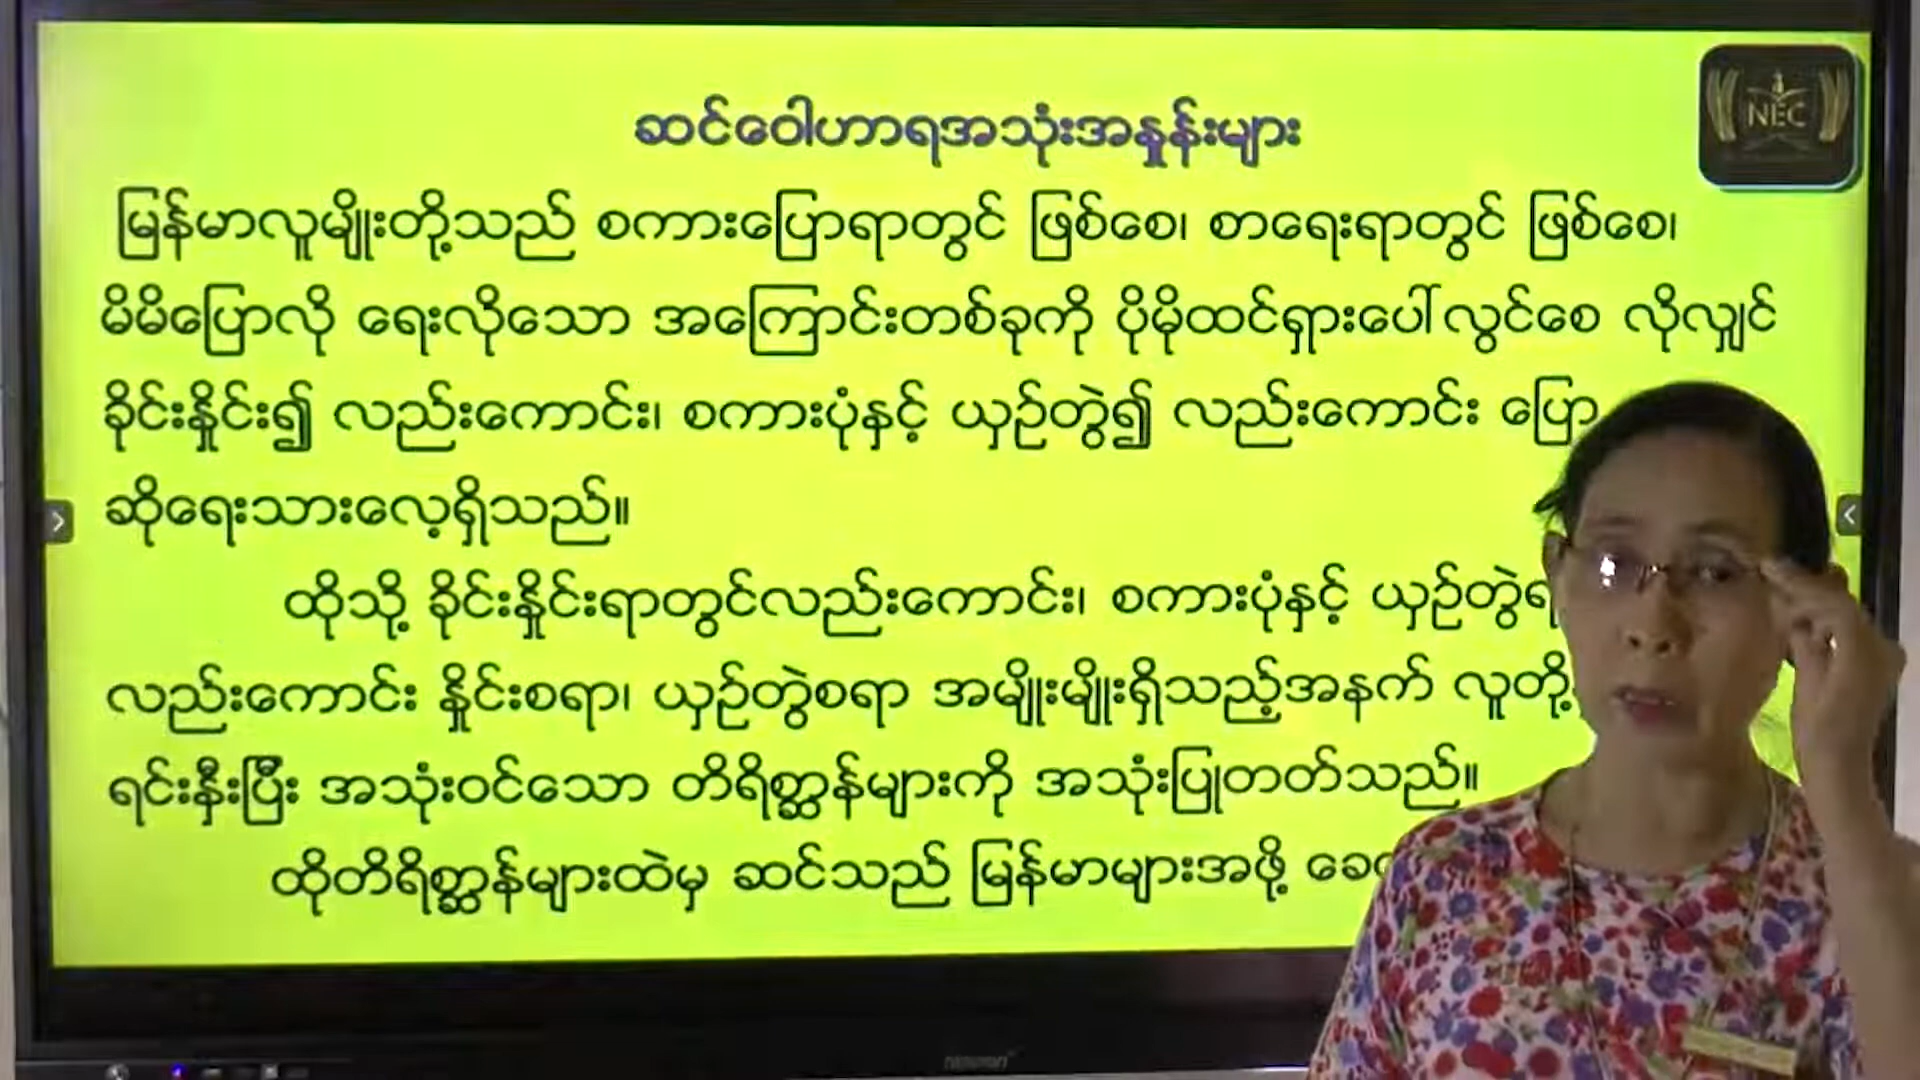 ဆင်ဝေါဟာရအသုံးအနှုန်းများ
NEC
မြန်မာလူမျိုးတို့သည် စကားပြောရာတွင် ဖြစ်စေ၊ စာရေးရာတွင် ဖြစ်စေ၊
မိမိပြောလို ရေးလိုသော အကြောင်းတစ်ခုကို ပိုမိုထင်ရှားပေါ်လွင်စေ လိုလျှင်
ခိုင်းနှိုင်း၍ လည်းကောင်း၊ စကားပုံနှင့် ယှဉ်တွဲ၍ လည်းကောင်း ပြော
ဆိုရေးသားလေ့ရှိသည်။
ထိုသို့ ခိုင်းနှိုင်းရာတွင်လည်းကောင်း၊ စကားပုံနှင့် ယှဉ်တွဲ
လည်းကောင်း နှိုင်းစရာ၊ ယှဉ်တွဲစရာ အမျိုးမျိုးရှိသည့်အနက် လူတို့
ရင်းနှီးပြီး အသုံးဝင်သော တိရိစ္ဆာန်များကို အသုံးပြုတတ်သည်။
ထိုတိရိစ္ဆာန်များထဲမှ ဆင်သည် မြန်မာများအဖို့